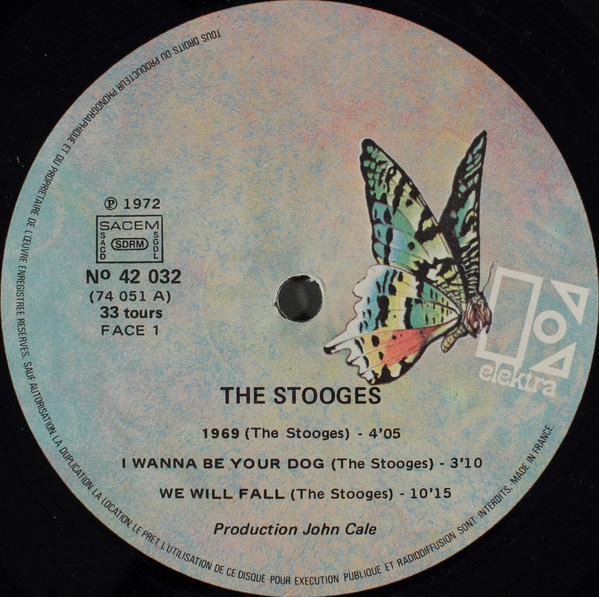 TOUS DROITS DU PRODUCTEUR PHONOGRAPHIQUE ET DU PROPRIETAIRE DE L'ŒUVRE ENREGISTREE RESERVES. SAUF AUTORISATION, LA DUPLICATION, LA LOCATION, LE PRET, L'UTILISATION DE CE DISQUE POUR EXECUTION PUBLIQUE ET RADIODIFFUSION SONT INTERDITS. MADE IN FRANCE.
Ⓟ 1972
SACEM
SACD
SDRM
SGDL
Nº 42 032
(74 051 A)
33 tours
FACE 1
elektra
THE STOOGES
1969 (The Stooges) - 4'05
I WANNA BE YOUR DOG (The Stooges) - 3'10
WE WILL FALL (The Stooges) - 10'15
Production John Cale